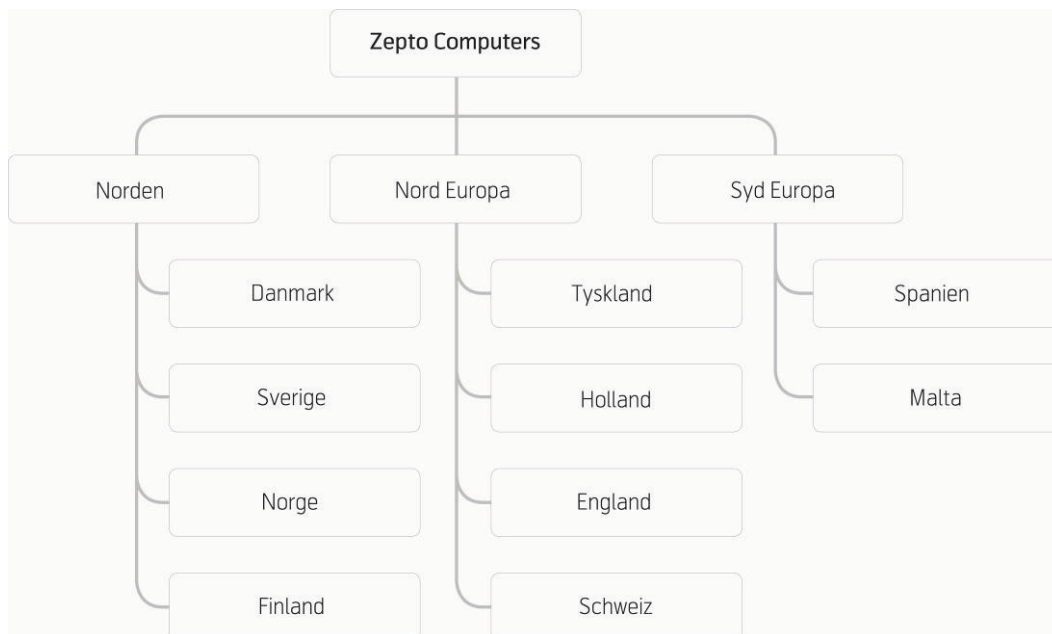 Zepto Computers
Norden
Nord Europa
Syd Europa
Danmark
Tyskland
Spanien
Sverige
Holland
Malta
Norge
England
Finland
Schweiz